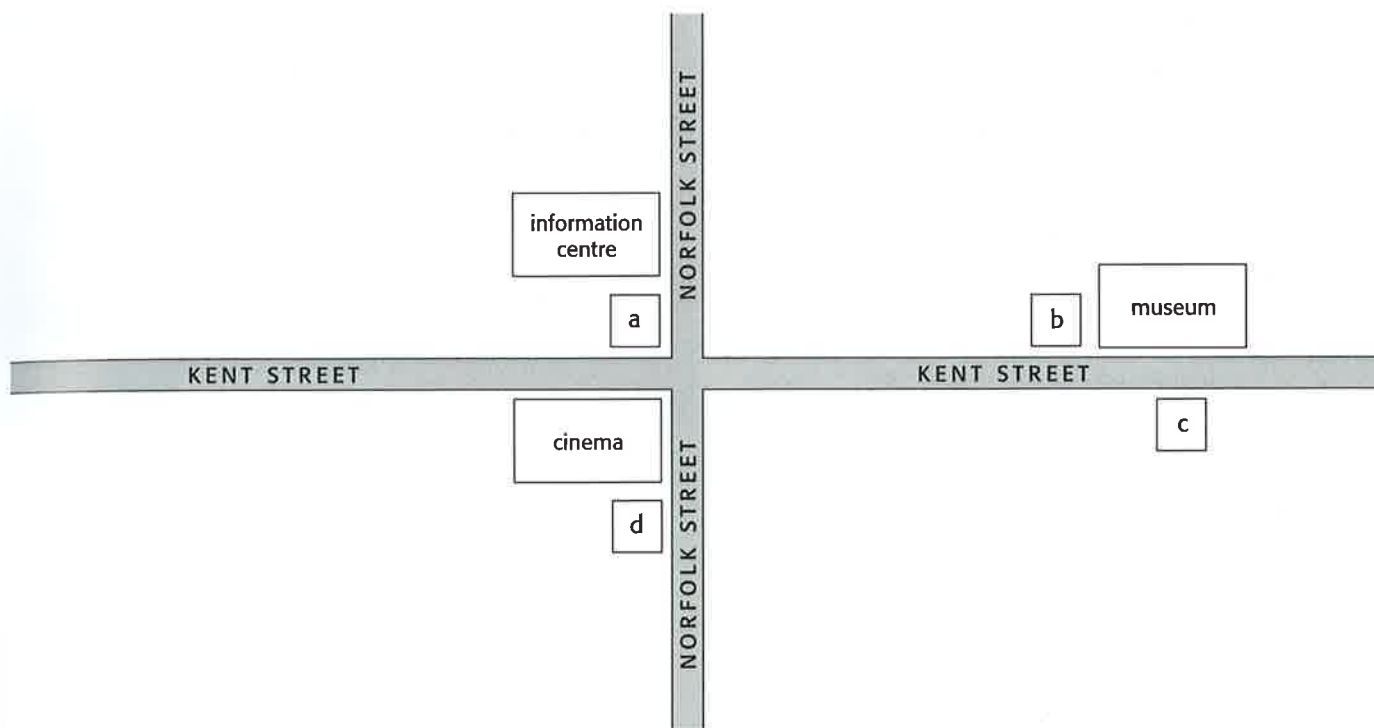 NORFOLK STREET
information
centre
a
b
museum
KENT STREET
KENT STREET
cinema
c
d
NORFOLK STREET